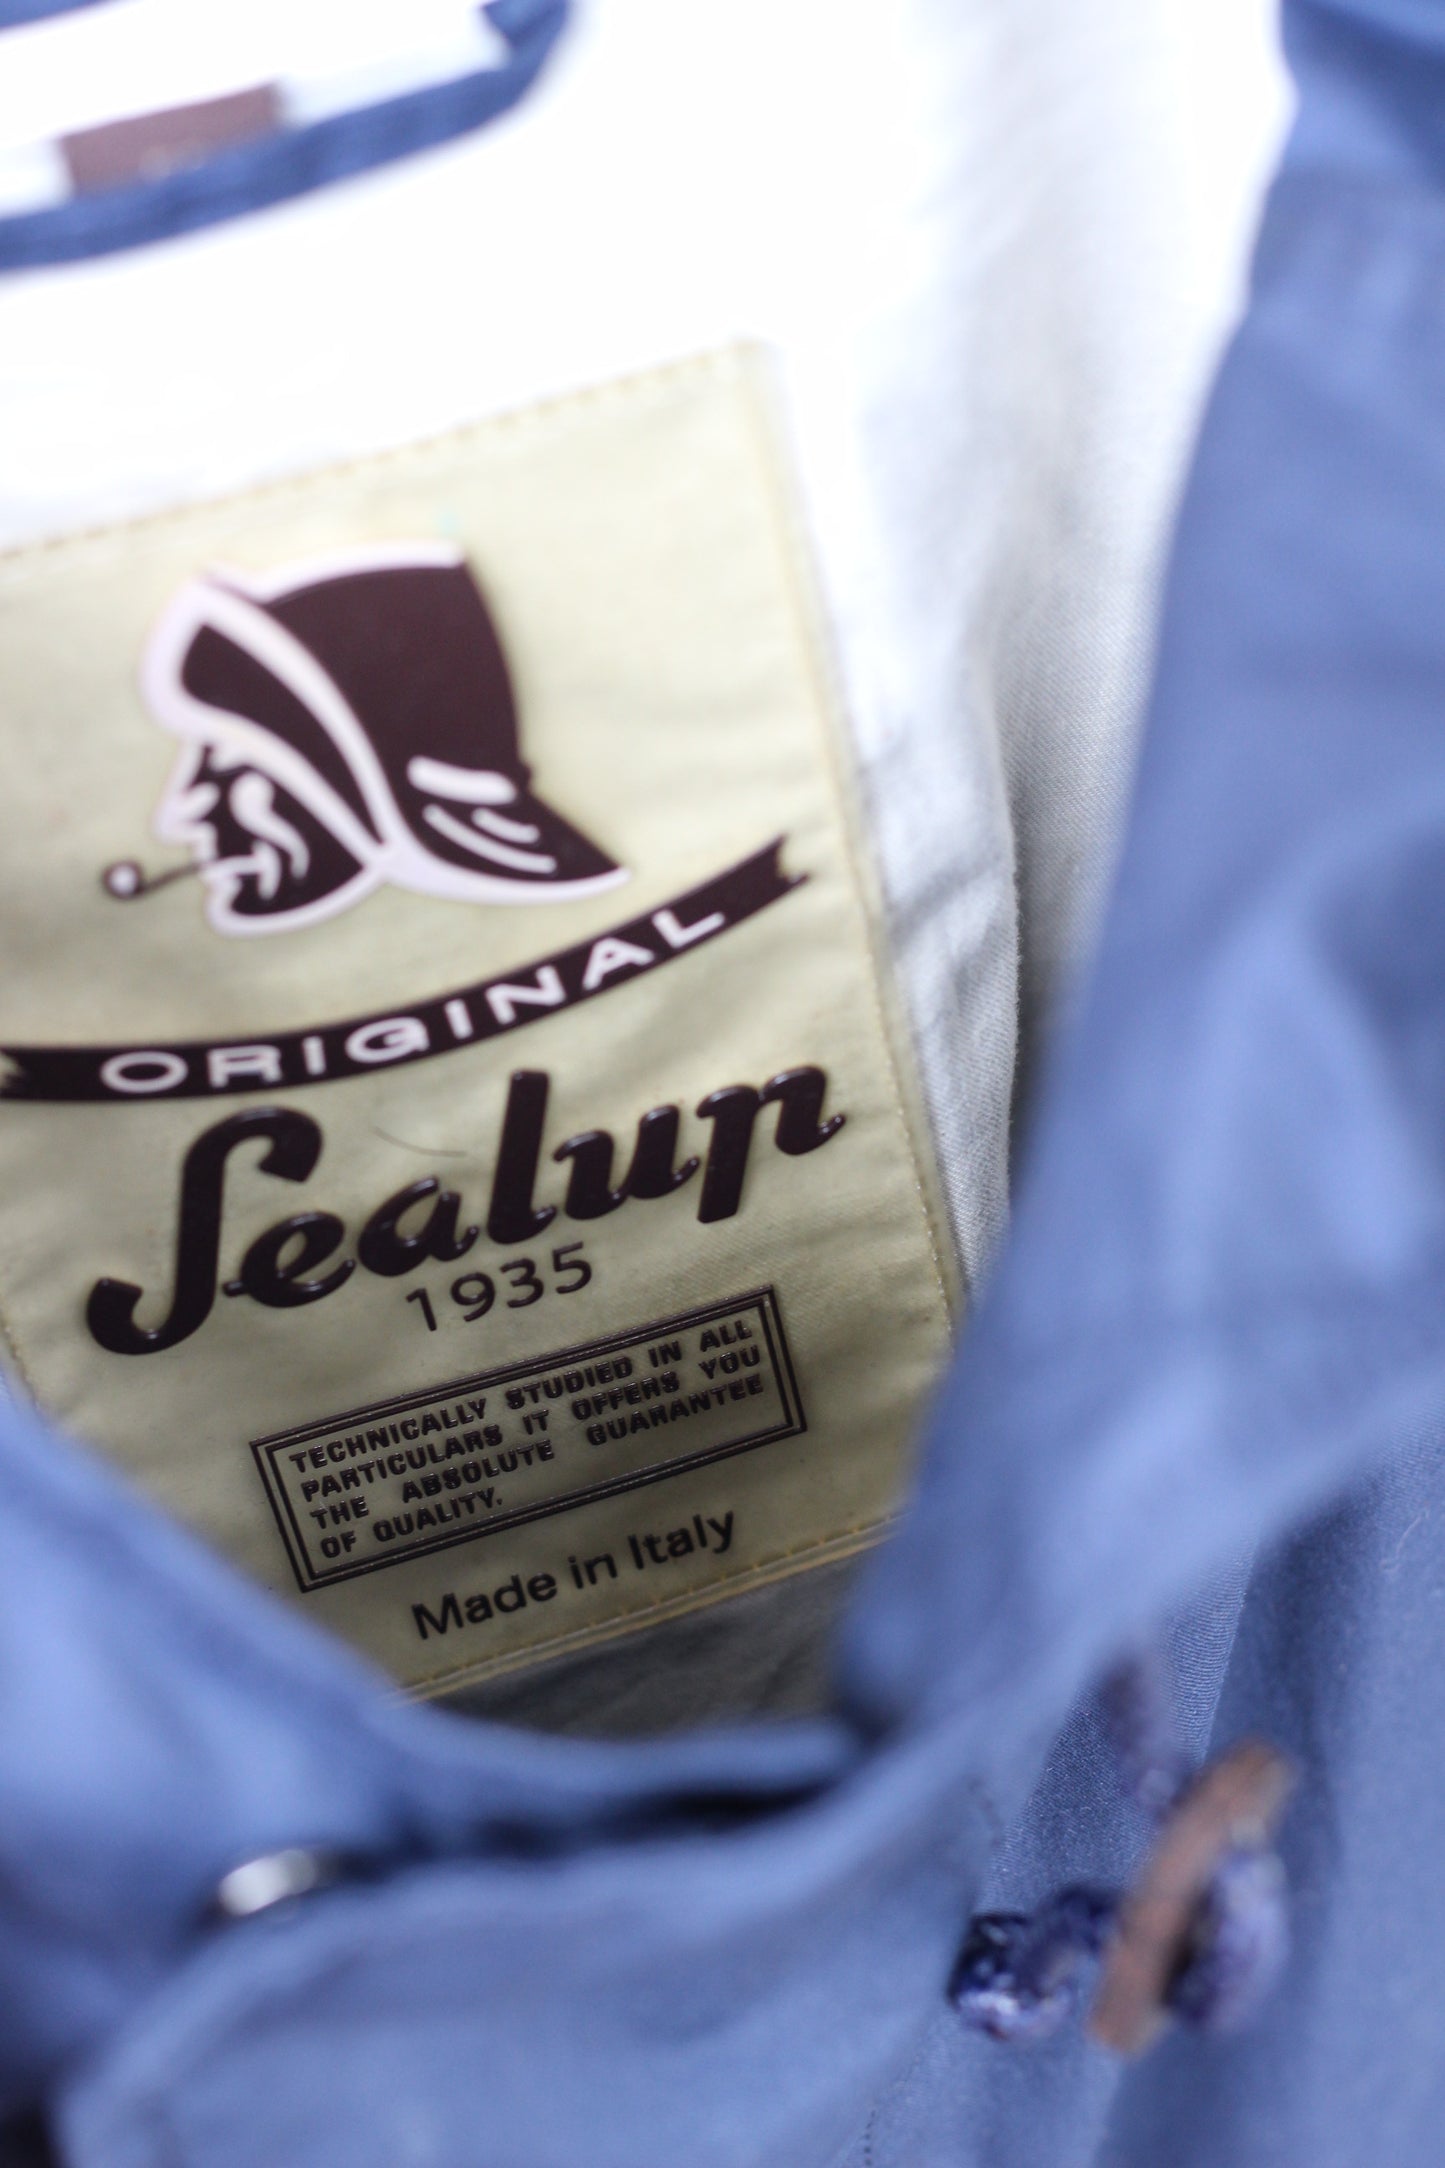 ORIGINAL
Sealup
1935
TECHNICALLY STUDIED IN ALL
PARTICULARS IT OFFERS YOU
THE ABSOLUTE GUARANTEE
OF QUALITY.
Made in Italy